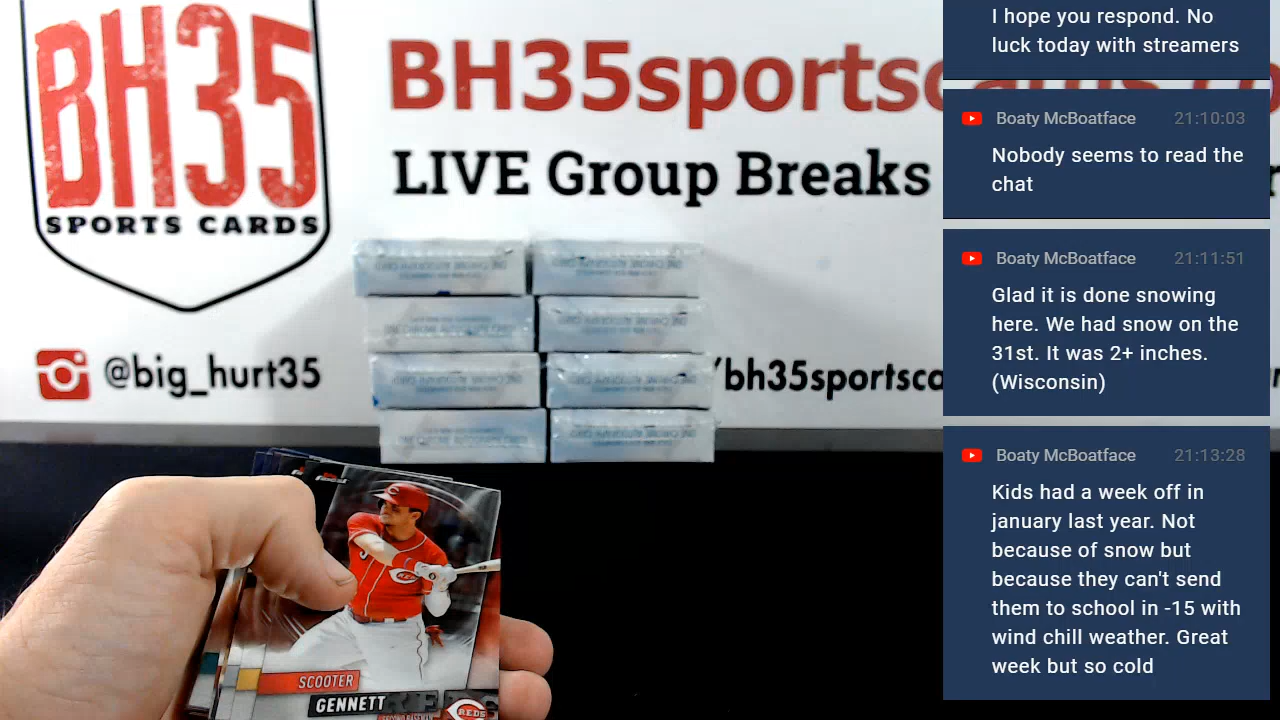 BH35
SPORTS CARDS
BH35sportscards
LIVE Group Breaks
@big_hurt35
/bh35sportsca
SCOOTER
GENNETT
REDS
I hope you respond. No
luck today with streamers
Boaty McBoatface 21:10:03
Nobody seems to read the
chat
Boaty McBoatface 21:11:51
Glad it is done snowing
here. We had snow on the
31st. It was 2+ inches.
(Wisconsin)
Boaty McBoatface 21:13:28
Kids had a week off in
january last year. Not
because of snow but
because they can't send
them to school in -15 with
wind chill weather. Great
week but so cold